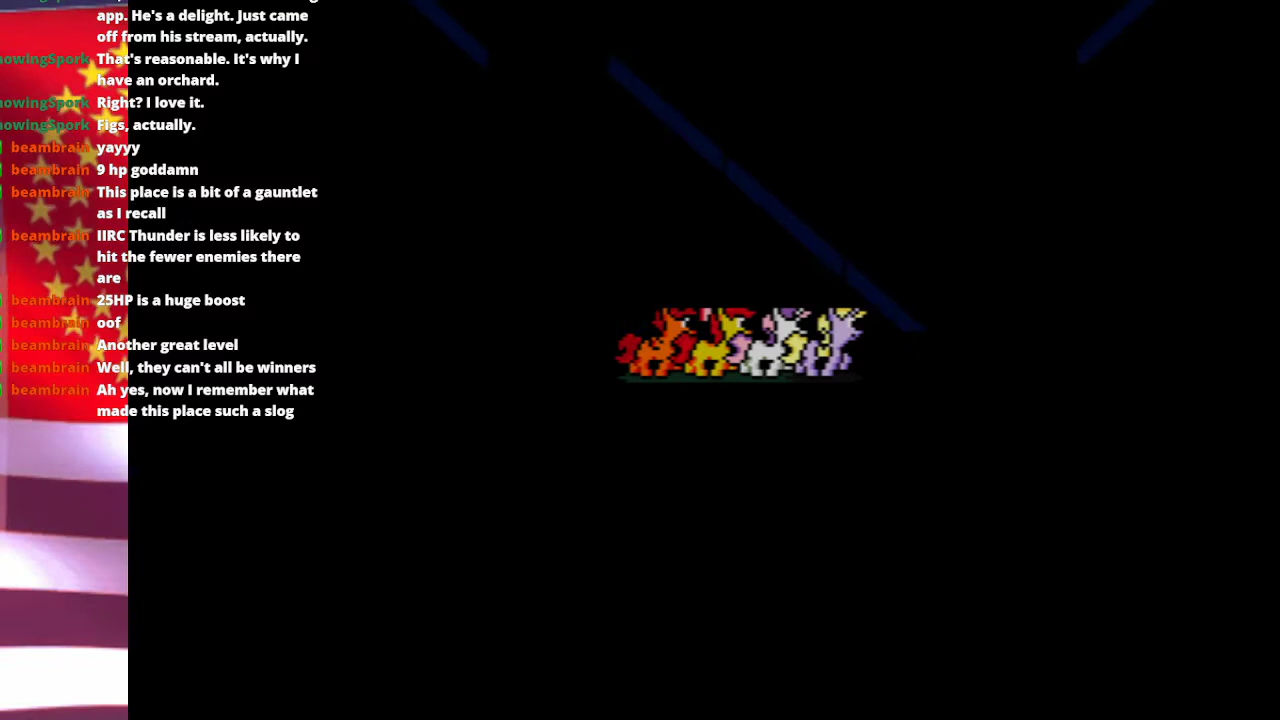 app. He's a delight. Just came
off from his stream, actually.
nowingSpork That's reasonable. It's why I
have an orchard.
nowingSpork Right? I love it.
nowingSpork Figs, actually.
beambrain yayyy
beambrain 9 hp goddamn
beambrain This place is a bit of a gauntlet
as I recall
beambrain IIRC Thunder is less likely to
hit the fewer enemies there
are
beambrain 25HP is a huge boost
beambrain oof
beambrain Another great level
beambrain Well, they can't all be winners
beambrain Ah yes, now I remember what
made this place such a slog